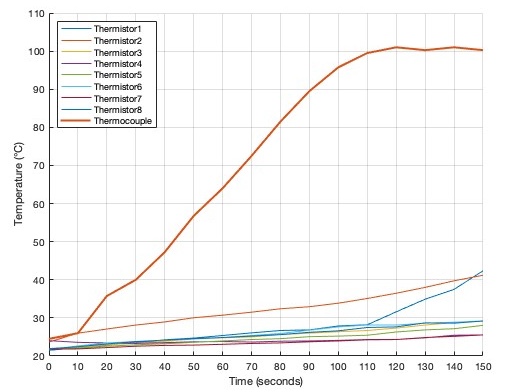 110
100
90
80
70
60
50
40
30
20
Temperature (°C)
Thermistor1
Thermistor2
Thermistor3
Thermistor4
Thermistor5
Thermistor6
Thermistor7
Thermistor8
Thermocouple
0 10 20 30 40 50 60 70 80 90 100 110 120 130 140 150
Time (seconds)